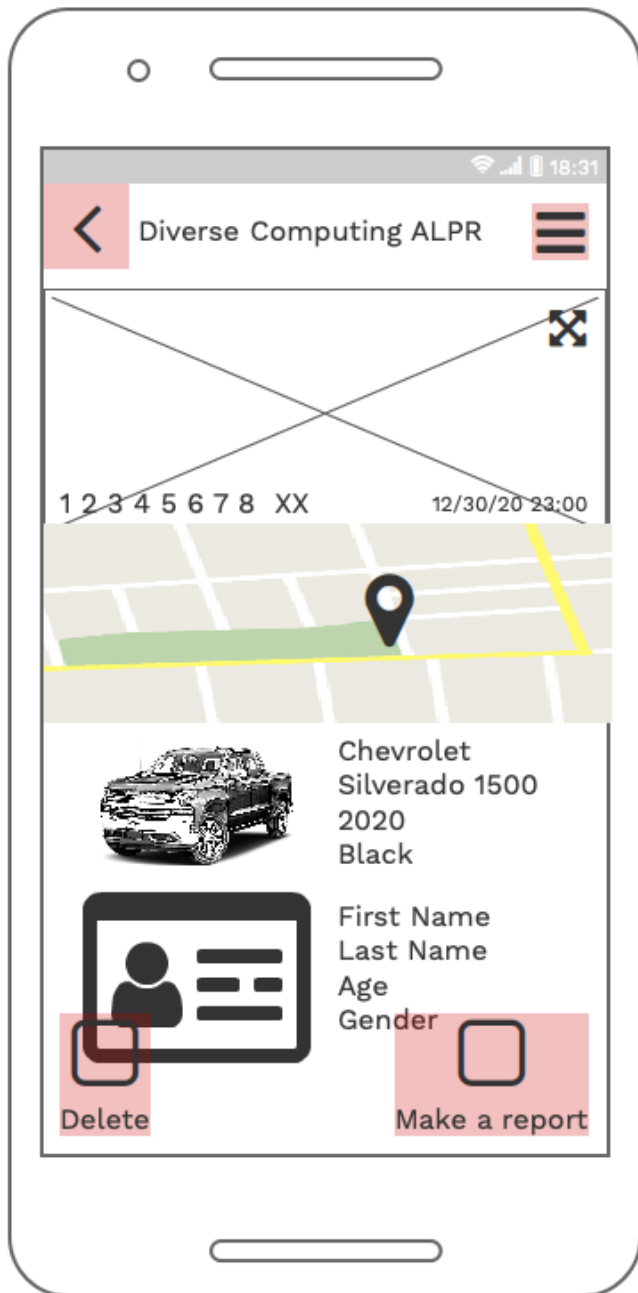 18:31
Diverse Computing ALPR
1 2 3 4 5 6 7 8 XX 12/30/20 23:00
Chevrolet
Silverado 1500
2020
Black
First Name
Last Name
Age
Gender
Delete Make a report